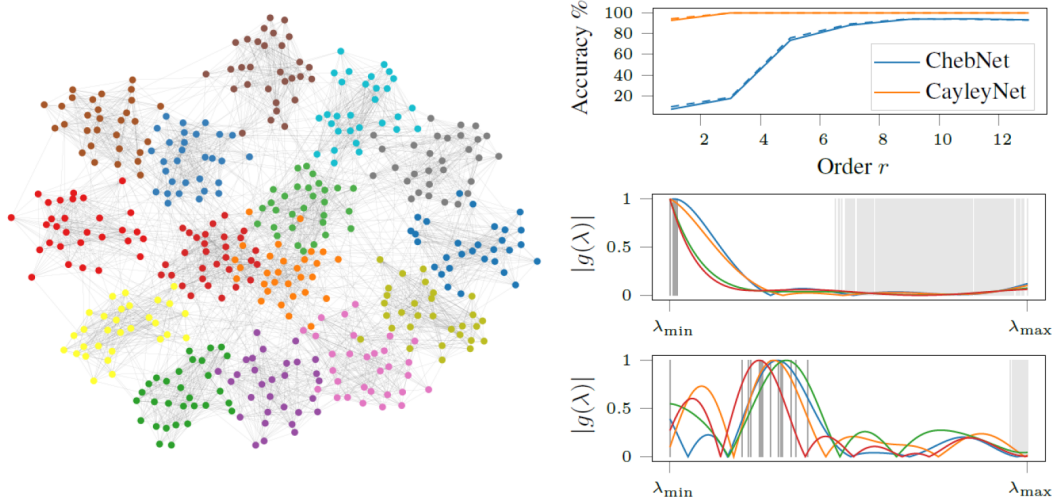 Accuracy %
100
80
60
40
20
ChebNet
CayleyNet
2
4
6
8
10
12
Order r
|g(λ)|
1
0.5
0
λmin
λmax
|g(λ)|
1
0.5
0
λmin
λmax